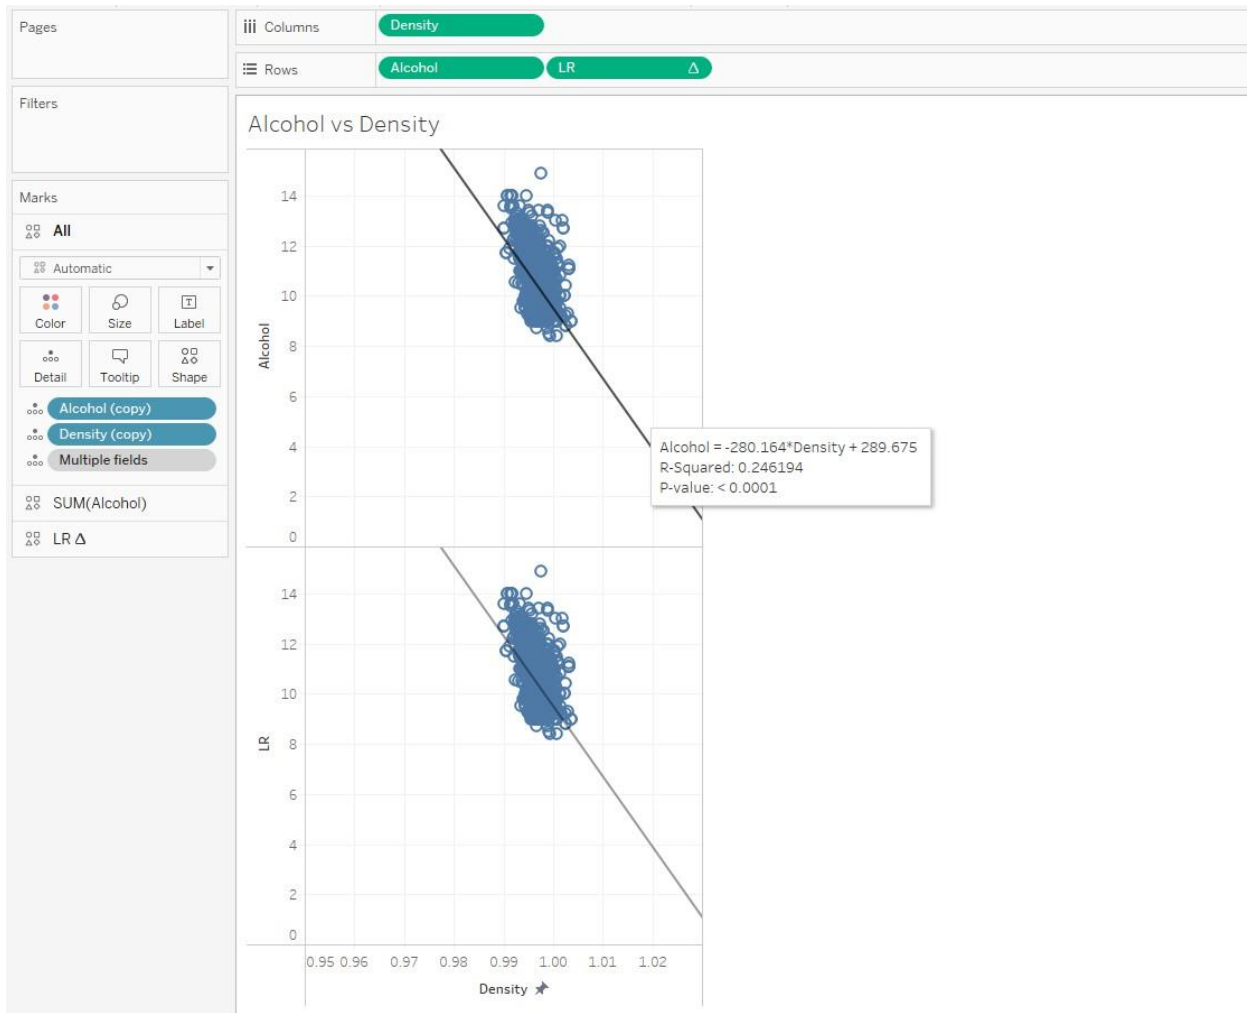 Pages
Columns
Density
Rows
Alcohol
LR Δ
Filters
Marks
All
Automatic
Color
Size
Label
Detail
Tooltip
Shape
Alcohol (copy)
Density (copy)
Multiple fields
SUM(Alcohol)
LR Δ
Alcohol vs Density
14
12
10
8
6
4
2
0
Alcohol
Alcohol = -280.164*Density + 289.675
R-Squared: 0.246194
P-value: < 0.0001
14
12
10
8
6
4
2
0
LR
0.95 0.96 0.97 0.98 0.99 1.00 1.01 1.02
Density